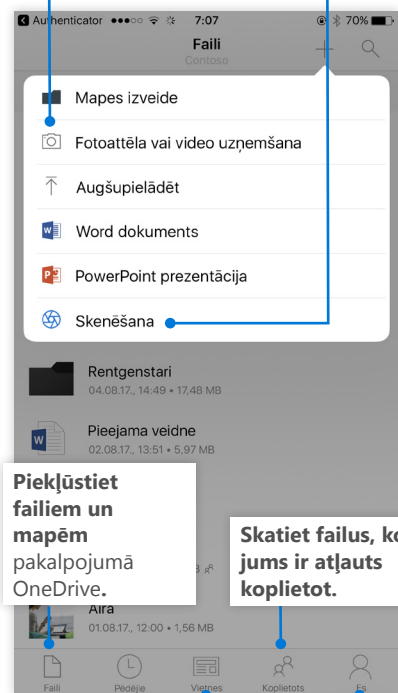 Authenticator 7:07 70%
Faili
Contoso
Mapes izveide
Fotoattēla vai video uzņemšana
Augšupielādēt
Word dokuments
PowerPoint prezentācija
Skenēšana
Rentgenstari
04.08.17., 14:49 • 17,48 MB
Pieejama veidne
02.08.17., 13:51 • 5,97 MB
Piekļūstiet
failiem un
mapēm
pakalpojumā
OneDrive.
Skatiet failus, ko
jums ir atļauts
koplietot.
Aira
01.08.17., 12:00 • 1,56 MB
Faili Pēdējie Vietnes Koplietots Es